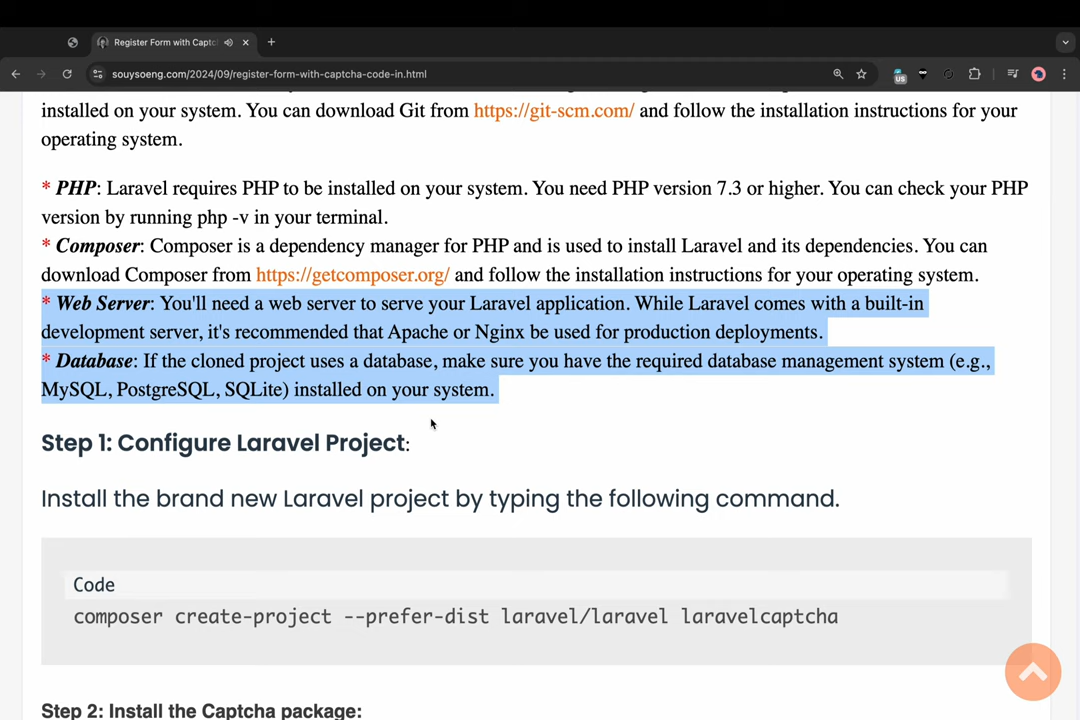 Register Form with Captc
souysoeng.com/2024/09/register-form-with-captcha-code-in.html
US
installed on your system. You can download Git from https://git-scm.com/ and follow the installation instructions for your
operating system.
* PHP: Laravel requires PHP to be installed on your system. You need PHP version 7.3 or higher. You can check your PHP
version by running php -v in your terminal.
* Composer: Composer is a dependency manager for PHP and is used to install Laravel and its dependencies. You can
download Composer from https://getcomposer.org/ and follow the installation instructions for your operating system.
* Web Server: You'll need a web server to serve your Laravel application. While Laravel comes with a built-in
development server, it's recommended that Apache or Nginx be used for production deployments.
* Database: If the cloned project uses a database, make sure you have the required database management system (e.g.,
MySQL, PostgreSQL, SQLite) installed on your system.
Step 1: Configure Laravel Project:
Install the brand new Laravel project by typing the following command.
Code
composer create-project --prefer-dist laravel/laravel laravelcaptcha
Step 2: Install the Captcha package: